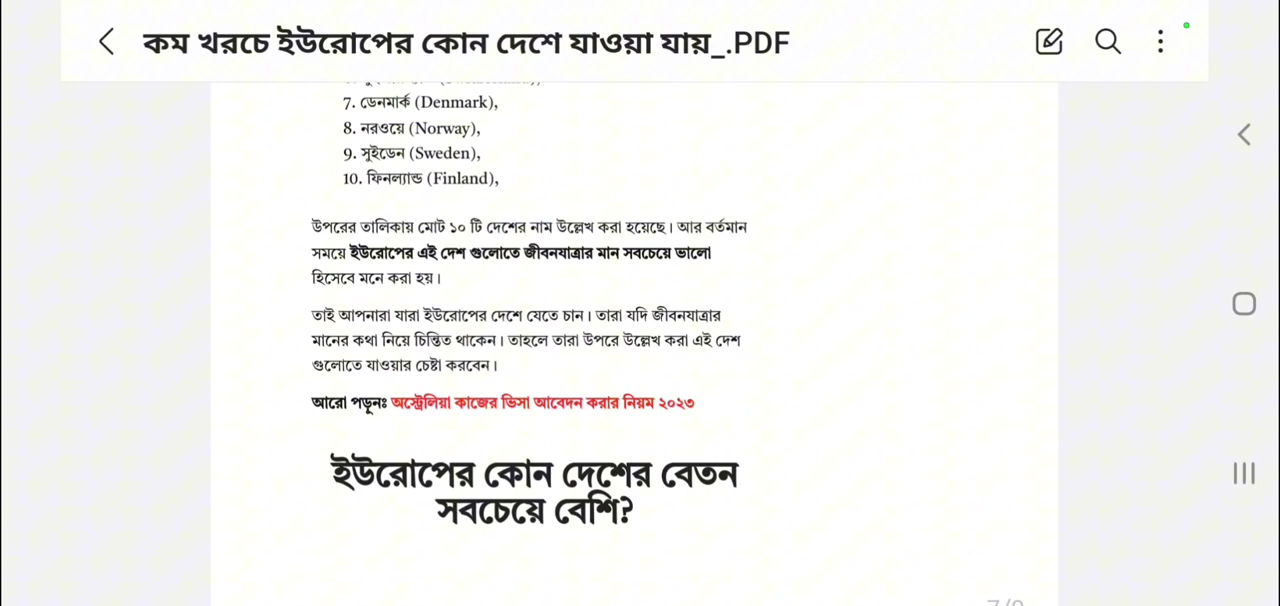 কম খরচে ইউরোপের কোন দেশে যাওয়া যায়_.PDF
7. ডেনমার্ক (Denmark),
8. নরওয়ে (Norway),
9. সুইডেন (Sweden),
10. ফিনল্যান্ড (Finland),
উপরের তালিকায় মোট ১০ টি দেশের নাম উল্লেখ করা হয়েছে। আর বর্তমান
সময়ে ইউরোপের এই দেশ গুলোতে জীবনযাত্রার মান সবচেয়ে ভালো
হিসেবে মনে করা হয়।
তাই আপনারা যারা ইউরোপের দেশে যেতে চান। তারা যদি জীবনযাত্রার
মানের কথা নিয়ে চিন্তিত থাকেন। তাহলে তারা উপরে উল্লেখ করা এই দেশ
গুলোতে যাওয়ার চেষ্টা করবেন।
আরো পড়ুনঃ অস্ট্রেলিয়া কাজের ভিসা আবেদন করার নিয়ম ২০২৩
ইউরোপের কোন দেশের বেতন
সবচেয়ে বেশি?